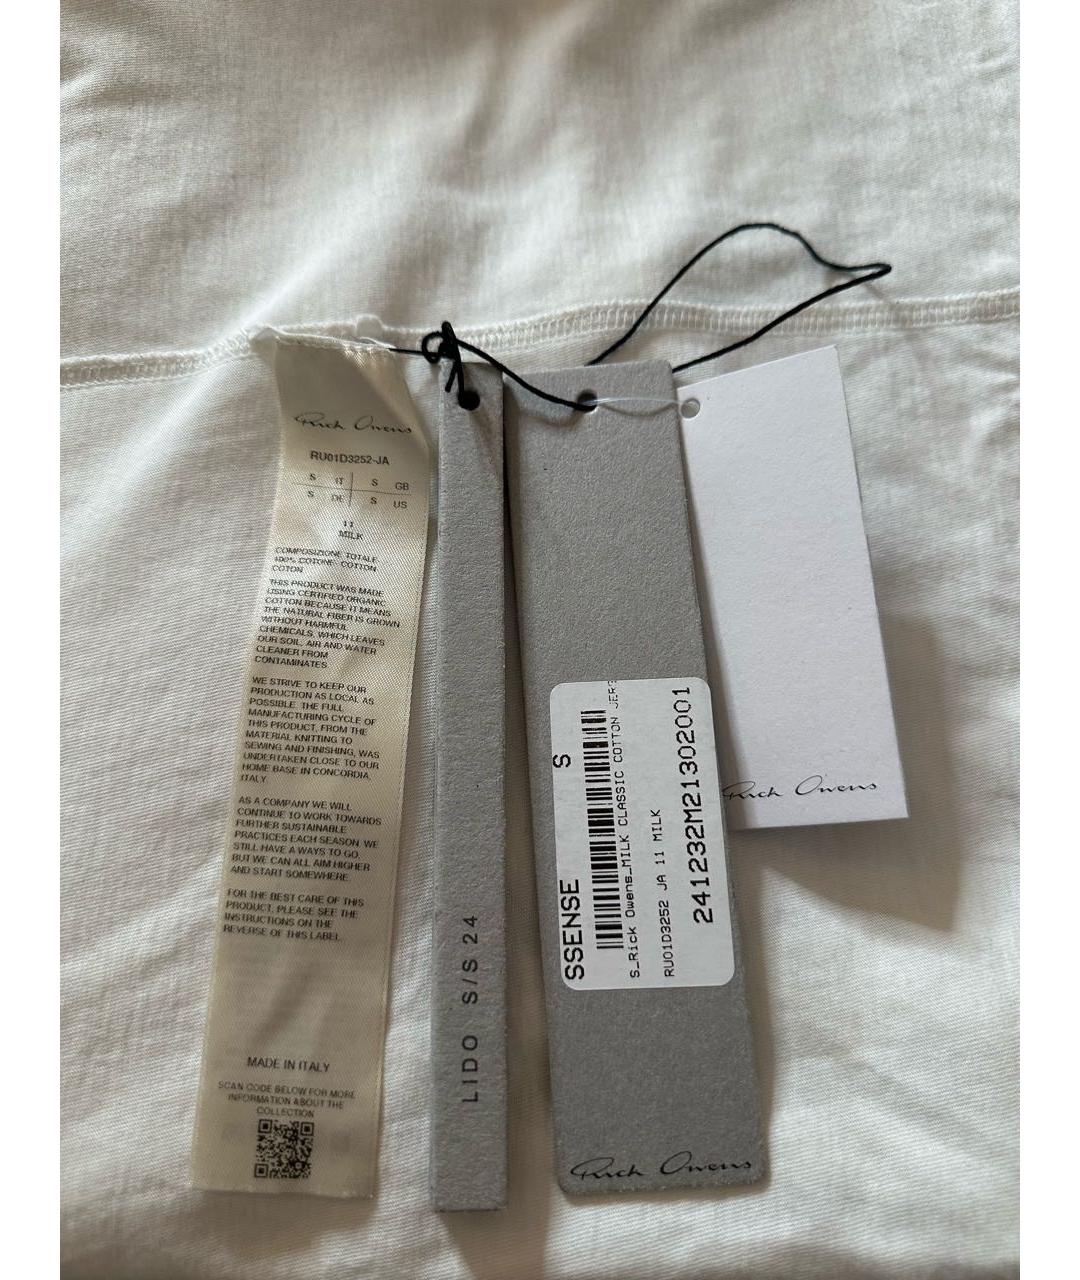 Rick Owens
RU01D3252-JA
S IT S GB
S DE S US
11
MILK
COMPOSIZIONE TOTALE
100% COTONE- COTTON
COTON
THIS PRODUCT WAS MADE
USING CERTIFIED ORGANIC
COTTON BECAUSE IT MEANS
THE NATURAL FIBER IS GROWN
WITHOUT HARMFUL
CHEMICALS, WHICH LEAVES
OUR SOIL, AIR AND WATER
CLEANER FROM
CONTAMINATES
WE STRIVE TO KEEP OUR
PRODUCTION AS LOCAL AS
POSSIBLE. THE FULL
MANUFACTURING CYCLE OF
THIS PRODUCT, FROM THE
MATERIAL KNITTING TO
SEWING AND FINISHING, WAS
UNDERTAKEN CLOSE TO OUR
HOME BASE IN CONCORDIA,
ITALY.
AS A COMPANY WE WILL
CONTINUE TO WORK TOWARDS
FURTHER SUSTAINABLE
PRACTICES EACH SEASON. WE
STILL HAVE A WAYS TO GO,
BUT WE CAN ALL AIM HIGHER
AND START SOMEWHERE.
FOR THE BEST CARE OF THIS
PRODUCT, PLEASE SEE THE
INSTRUCTIONS ON THE
REVERSE OF THIS LABEL.
MADE IN ITALY
SCAN CODE BELOW FOR MORE
INFORMATION ABOUT THE
COLLECTION
LIDO S/S 24
SSENSE S
S_Rick Owens_MILK CLASSIC COTTON JER
RU01D3252 JA 11 MILK
241232M21302001
Rick Owens
Rick Owens